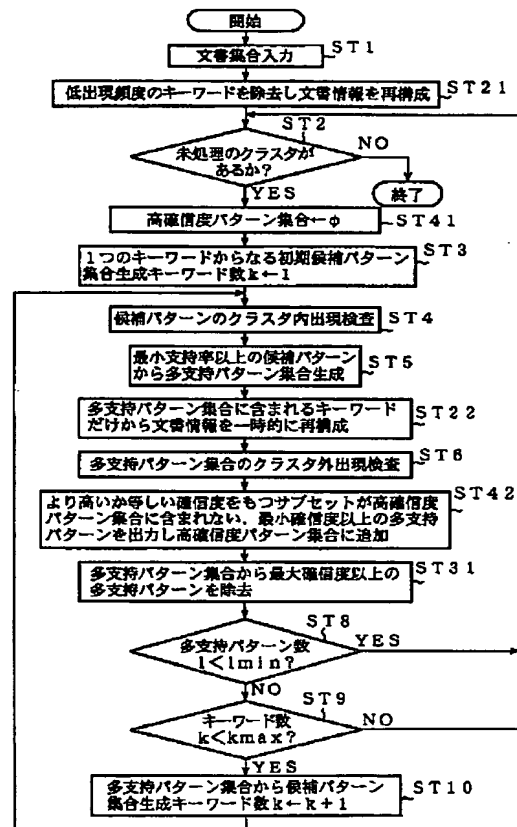 開始
文書集合入力
ST1
低出現頻度のキーワードを除去し文書情報を再構成
ST21
ST2
未処理のクラスタが
あるか?
NO
YES
終了
高確信度パターン集合←φ
ST41
1つのキーワードからなる初期候補パターン
集合生成キーワード数k←1
ST3
候補パターンのクラスタ内出現検査
ST4
最小支持率以上の候補パターン
から多支持パターン集合生成
ST5
多支持パターン集合に含まれるキーワード
だけから文書情報を一時的に再構成
ST22
多支持パターン集合のクラスタ外出現検査
ST6
より高いか等しい確信度をもつサブセットが高確信度
パターン集合に含まれない、最小確信度以上の多支持
パターンを出力し高確信度パターン集合に追加
ST42
多支持パターン集合から最大確信度以上の
多支持パターンを除去
ST31
ST8
多支持パターン数
l<lmin?
YES
NO
ST9
キーワード数
k<kmax?
NO
YES
多支持パターン集合から候補パターン
集合生成キーワード数k←k+1
ST10